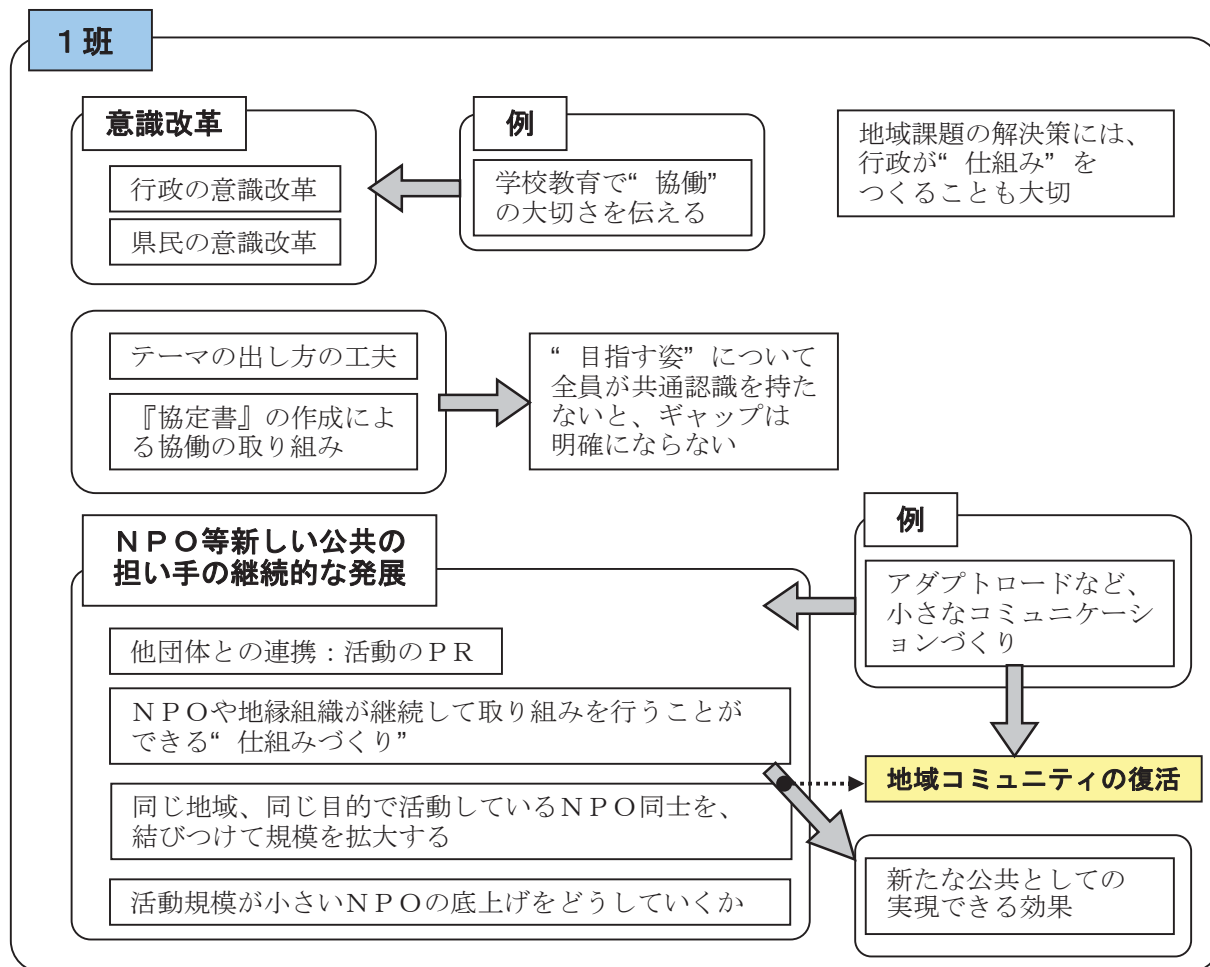 １班
意識改革
行政の意識改革
県民の意識改革
例
学校教育で“ 協働”
の大切さを伝える
地域課題の解決策には、
行政が“ 仕組み” を
つくることも大切
テーマの出し方の工夫
『協定書』の作成によ
る協働の取り組み
“ 目指す姿” について
全員が共通認識を持た
ないと、ギャップは
明確にならない
ＮＰＯ等新しい公共の
担い手の継続的な発展
他団体との連携：活動のＰＲ
ＮＰＯや地縁組織が継続して取り組みを行うことが
できる“ 仕組みづくり”
同じ地域、同じ目的で活動しているＮＰＯ同士を、
結びつけて規模を拡大する
活動規模が小さいＮＰＯの底上げをどうしていくか
例
アダプトロードなど、
小さなコミュニケーシ
ョンづくり
地域コミュニティの復活
新たな公共としての
実現できる効果